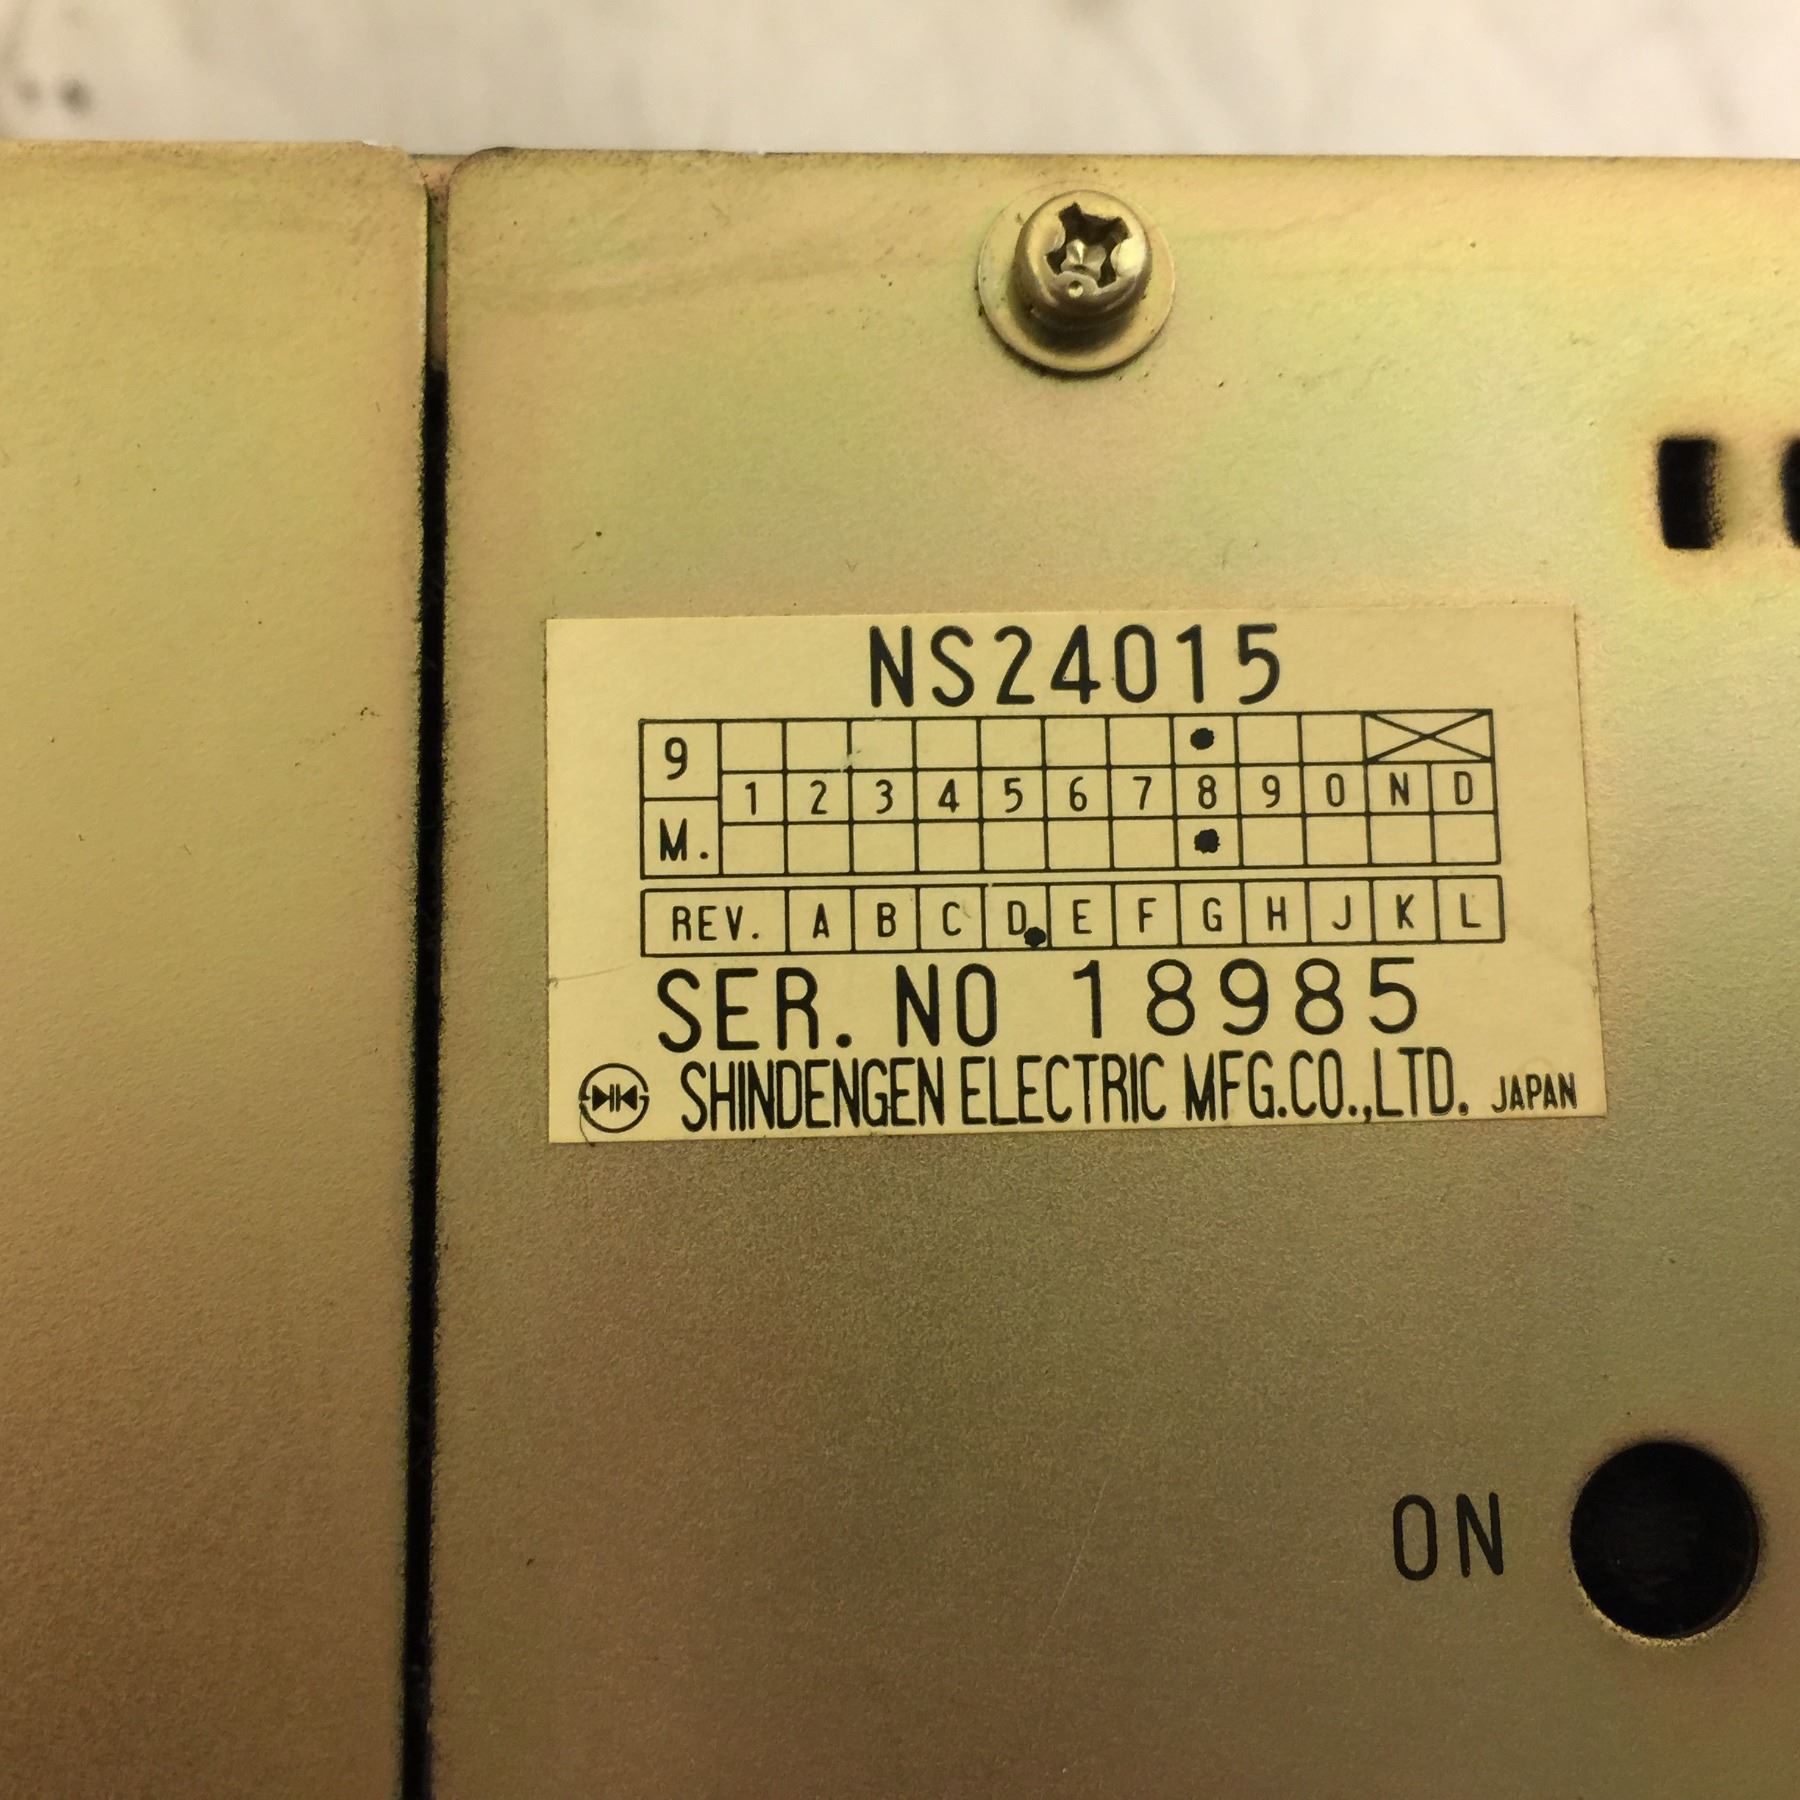 NS24015
9
1 2 3 4 5 6 7 8 9 0 N D
M.
REV. A B C D E F G H J K L
SER. NO 18985
SHINDENGEN ELECTRIC MFG.CO.,LTD. JAPAN
ON